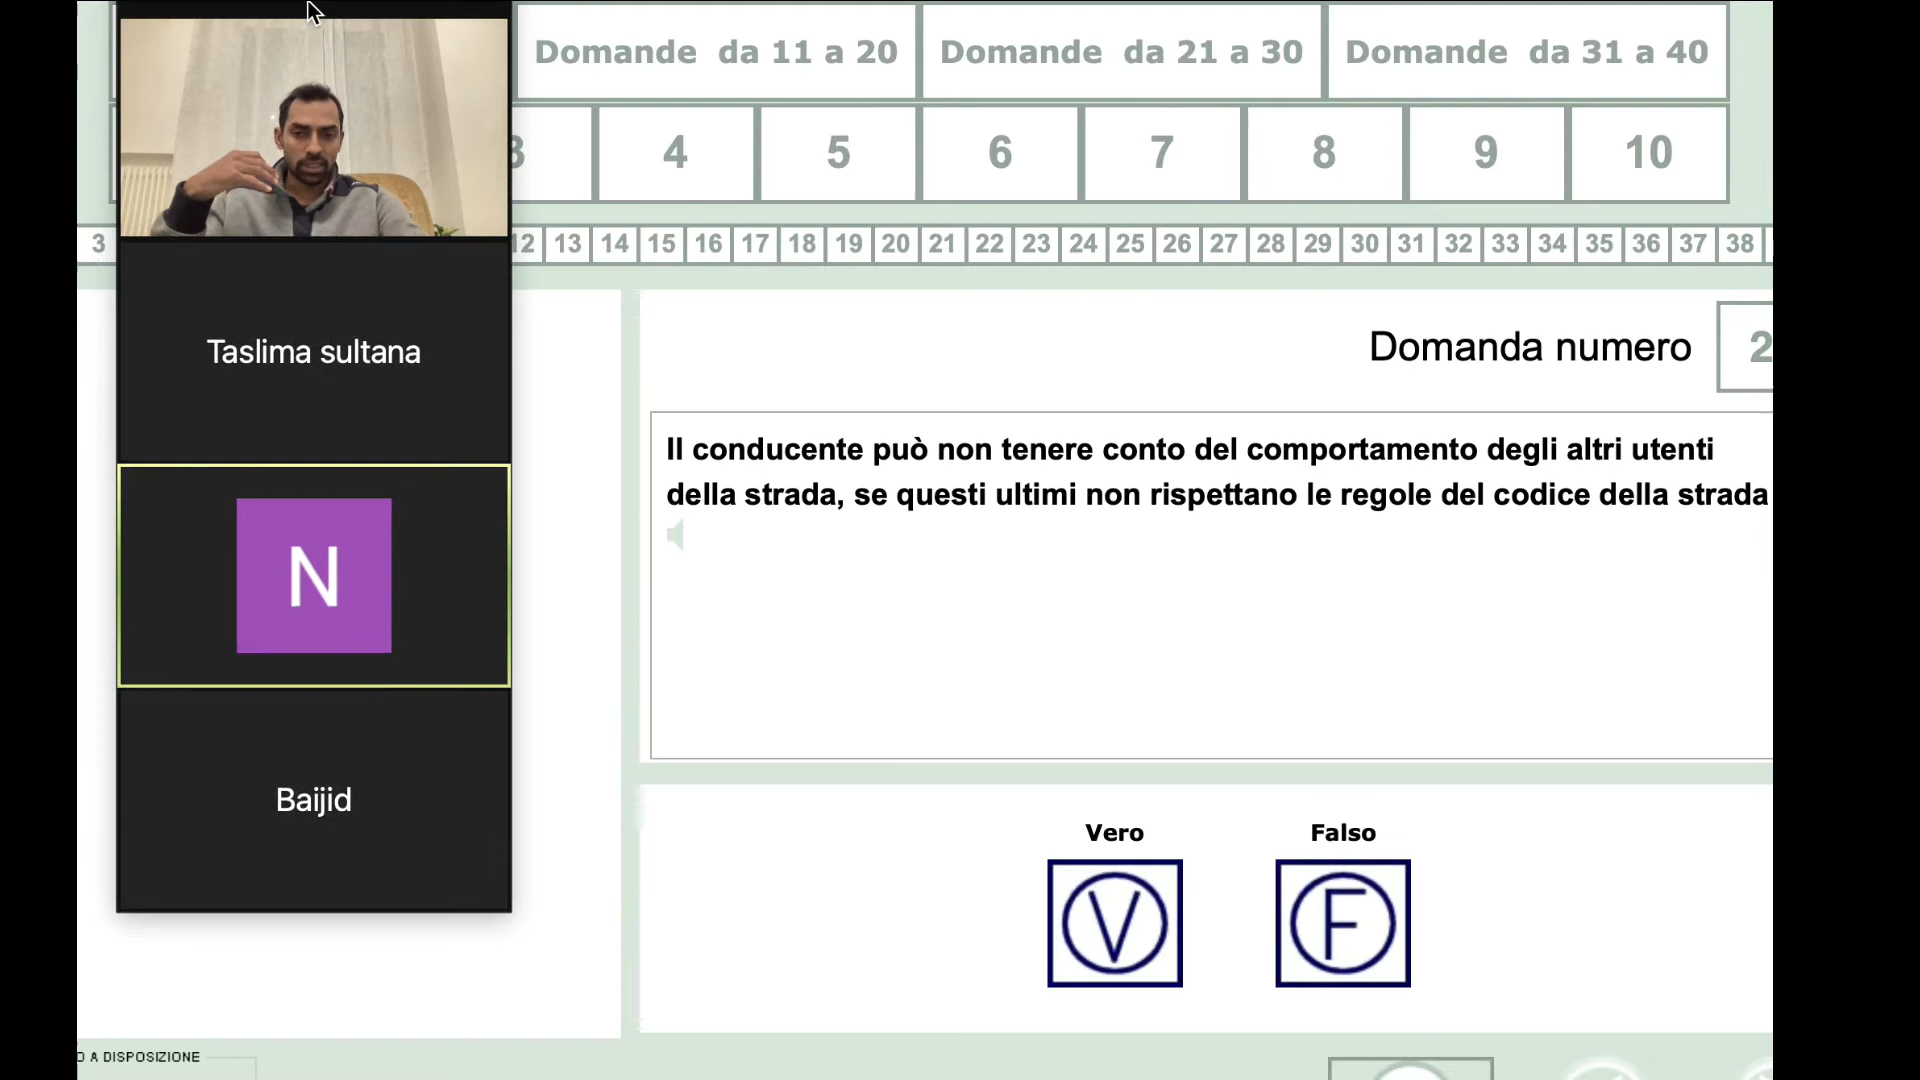 Domande da 11 a 20
Domande da 21 a 30
Domande da 31 a 40
3 4 5 6 7 8 9 10
3 12 13 14 15 16 17 18 19 20 21 22 23 24 25 26 27 28 29 30 31 32 33 34 35 36 37 38
Taslima sultana
N
Baijid
Domanda numero 2
Il conducente può non tenere conto del comportamento degli altri utenti
della strada, se questi ultimi non rispettano le regole del codice della strada
Vero Falso
V F
O A DISPOSIZIONE